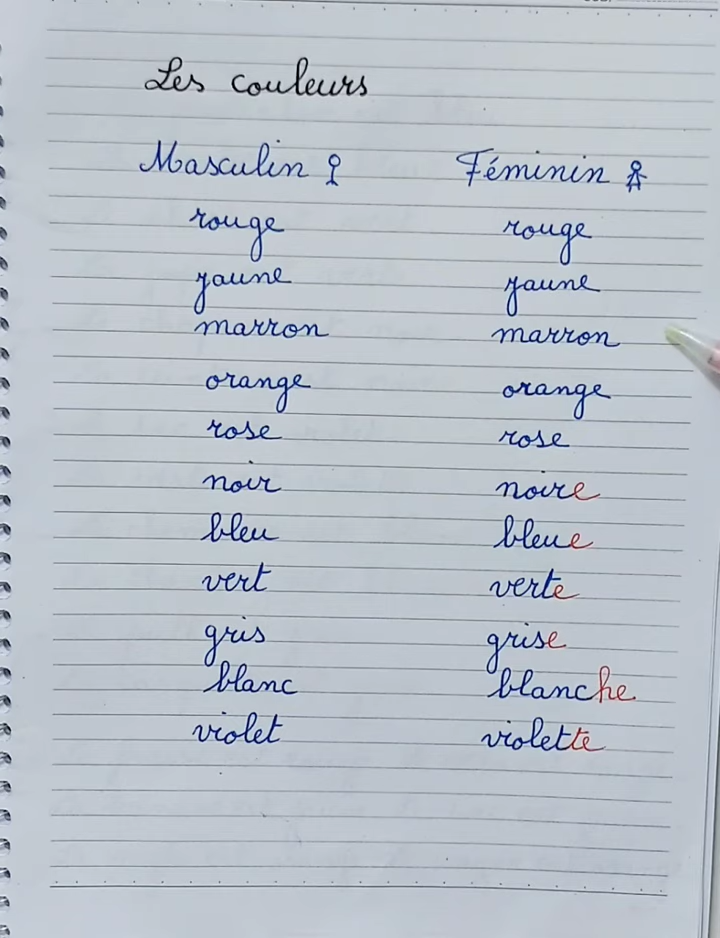 Les couleurs
Masculin Féminin
rouge rouge
jaune jaune
marron marron
orange orange
rose rose
noir noire
bleu bleue
vert verte
gris grise
blanc blanche
violet violette